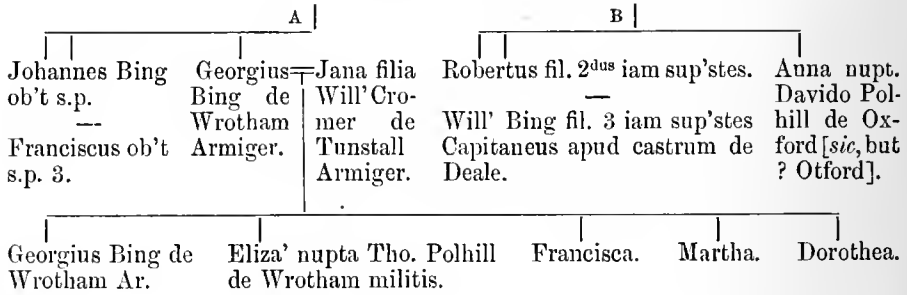 A
B
Johannes Bing
ob't s.p.
—
Franciscus ob't
s.p. 3.
Georgius
Bing de
Wrotham
Armiger.
Jana filia
Will' Cro-
mer de
Tunstall
Armiger.
Robertus fil. 2dus iam sup'stes.
—
Will' Bing fil. 3 iam sup'stes
Capitaneus apud castrum de
Deale.
Anna nupt.
Davido Pol-
hill de Ox-
ford [sic, but
? Otford].
Georgius Bing de
Wrotham Ar.
Eliza' nupta Tho. Polhill
de Wrotham militis.
Francisca.
Martha.
Dorothea.